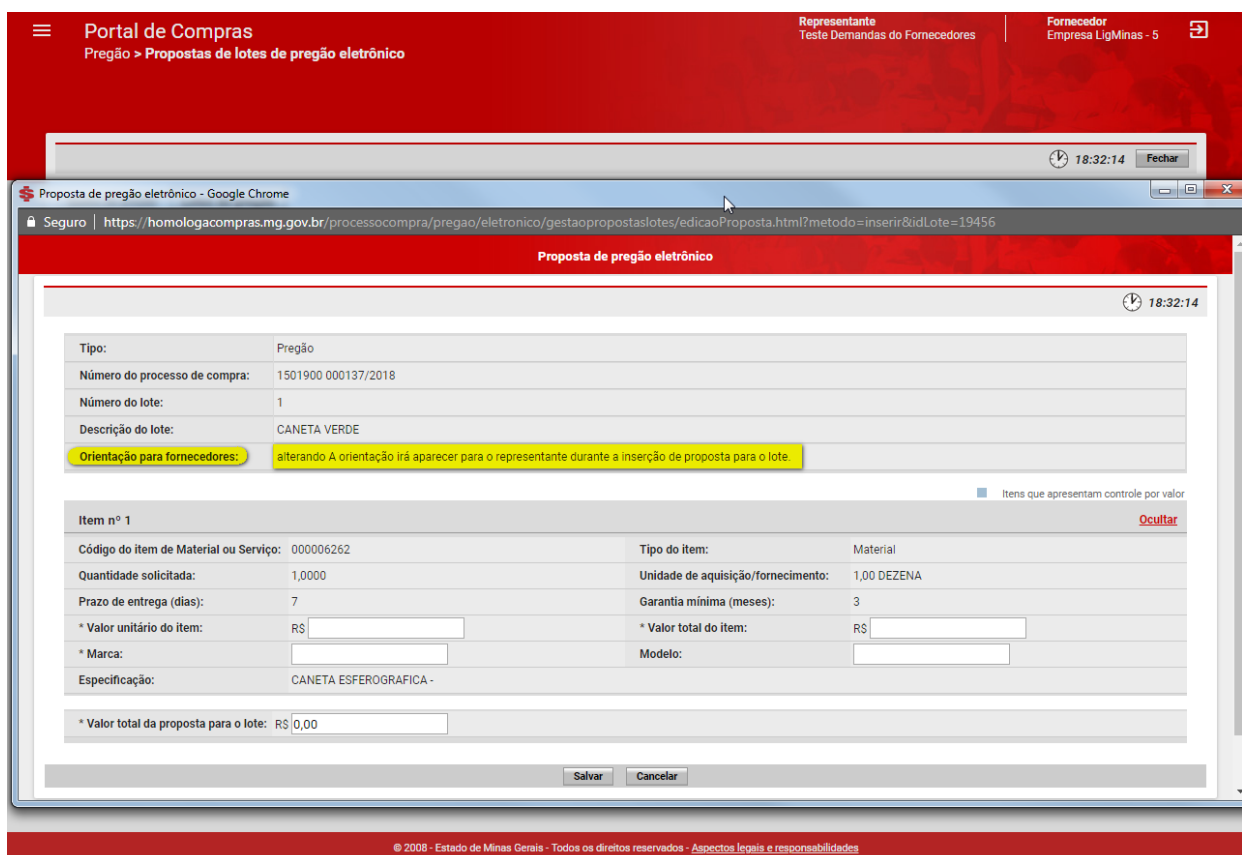 Portal de Compras
Pregão > Propostas de lotes de pregão eletrônico
Representante
Teste Demandas do Fornecedores
Fornecedor
Empresa LigMinas - 5
18:32:14 Fechar
Proposta de pregão eletrônico - Google Chrome
Seguro | https://homologacompras.mg.gov.br/processocompra/pregao/eletronico/gestaopropostaslotes/edicaoProposta.html?metodo=inserir&idLote=19456
Proposta de pregão eletrônico
18:32:14
Tipo: Pregão
Número do processo de compra: 1501900 000137/2018
Número do lote: 1
Descrição do lote: CANETA VERDE
Orientação para fornecedores: alterando A orientação irá aparecer para o representante durante a inserção de proposta para o lote.
Itens que apresentam controle por valor
Item nº 1 Ocultar
Código do item de Material ou Serviço: 000006262 Tipo do item: Material
Quantidade solicitada: 1,0000 Unidade de aquisição/fornecimento: 1,00 DEZENA
Prazo de entrega (dias): 7 Garantia mínima (meses): 3
* Valor unitário do item: R$ * Valor total do item: R$
* Marca: Modelo:
Especificação: CANETA ESFEROGRAFICA -
* Valor total da proposta para o lote: R$ 0,00
Salvar Cancelar
© 2008 - Estado de Minas Gerais - Todos os direitos reservados - Aspectos legais e responsabilidades